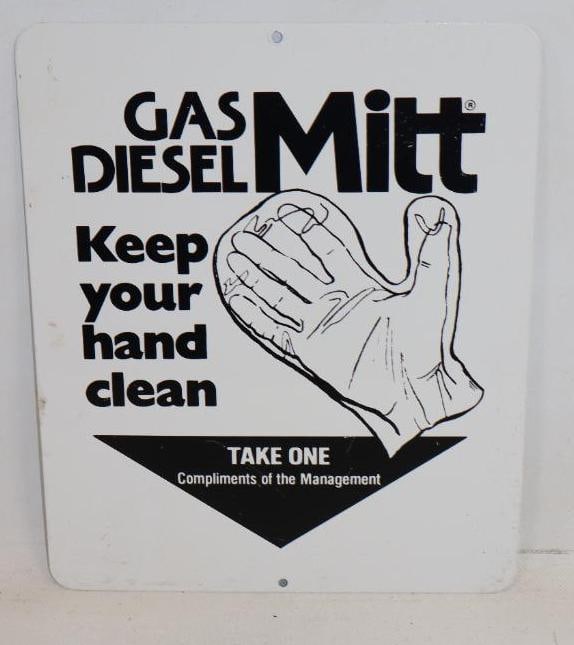 GAS
DIESEL Mitt®
Keep
your
hand
clean
TAKE ONE
Compliments of the Management